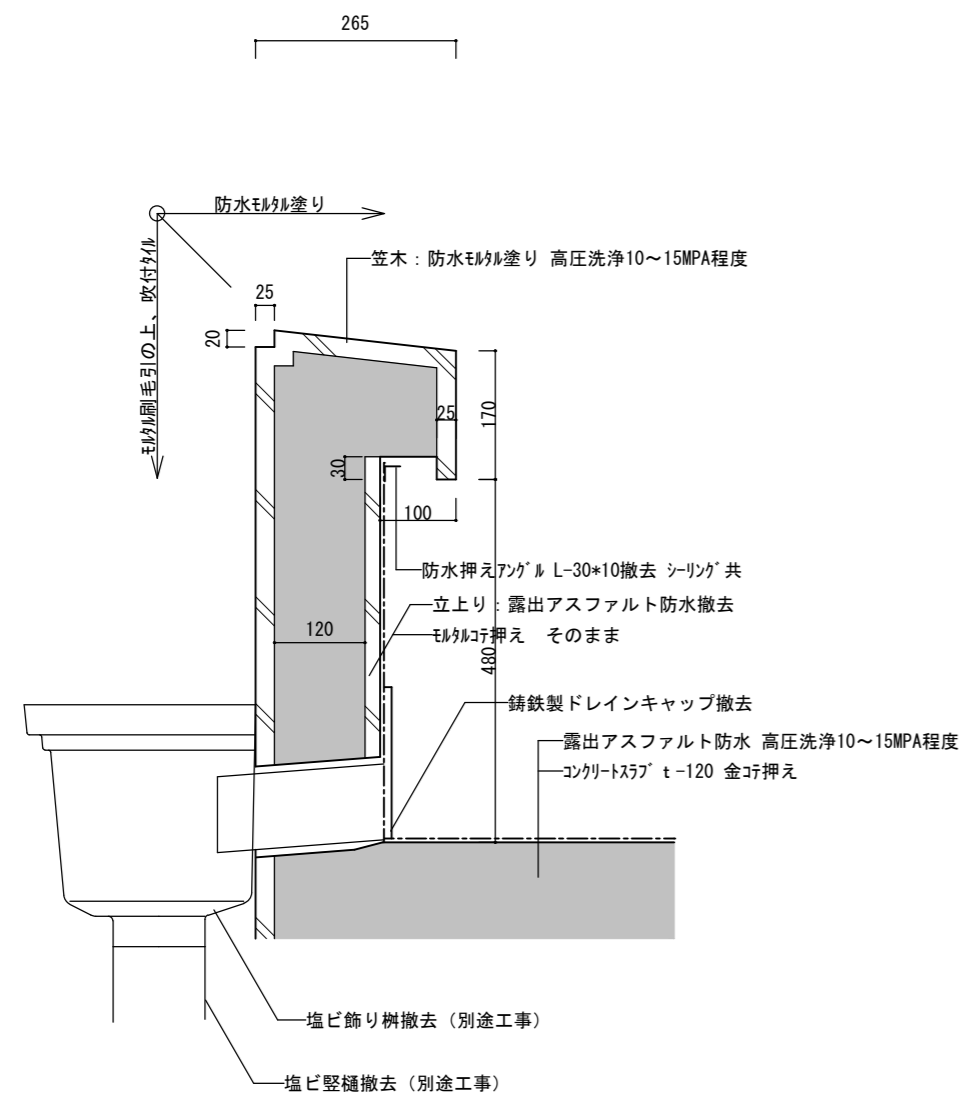 265
防水ﾓﾙﾀﾙ塗り
笠木：防水ﾓﾙﾀﾙ塗り 高圧洗浄10～15MPA程度
ﾓﾙﾀﾙ刷毛引の上、吹付ﾀｲﾙ
25
20
25
170
30
100
防水押えｱﾝｸﾞﾙ L-30*10撤去 ｼｰﾘﾝｸﾞ共
立上り：露出アスファルト防水撤去
120
ﾓﾙﾀﾙｺﾃ押え　そのまま
480
鋳鉄製ドレインキャップ撤去
露出アスファルト防水 高圧洗浄10～15MPA程度
ｺﾝｸﾘｰﾄｽﾗﾌﾞ t-120 金ｺﾃ押え
塩ビ飾り桝撤去（別途工事）
塩ビ竪樋撤去（別途工事）